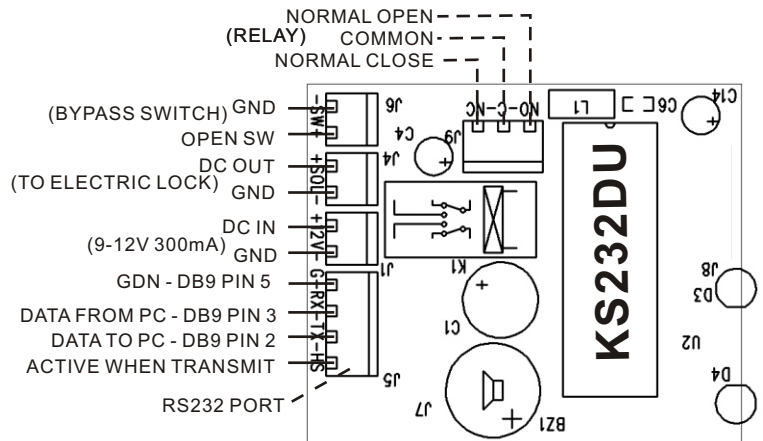 NORMAL OPEN
(RELAY) COMMON
NORMAL CLOSE
(BYPASS SWITCH) GND
OPEN SW
DC OUT
(TO ELECTRIC LOCK)
GND
DC IN
(9-12V 300mA)
GND
GDN - DB9 PIN 5
DATA FROM PC - DB9 PIN 3
DATA TO PC - DB9 PIN 2
ACTIVE WHEN TRANSMIT
RS232 PORT
-SW+
J6
+SOL-
J4
+12V-
J1
G-RX-TX-HS
J5
NO-C-NC
J9
C4
L1
C6
C14
K1
C1
KS232DU
J8
D3
U2
D4
J7
BZ1